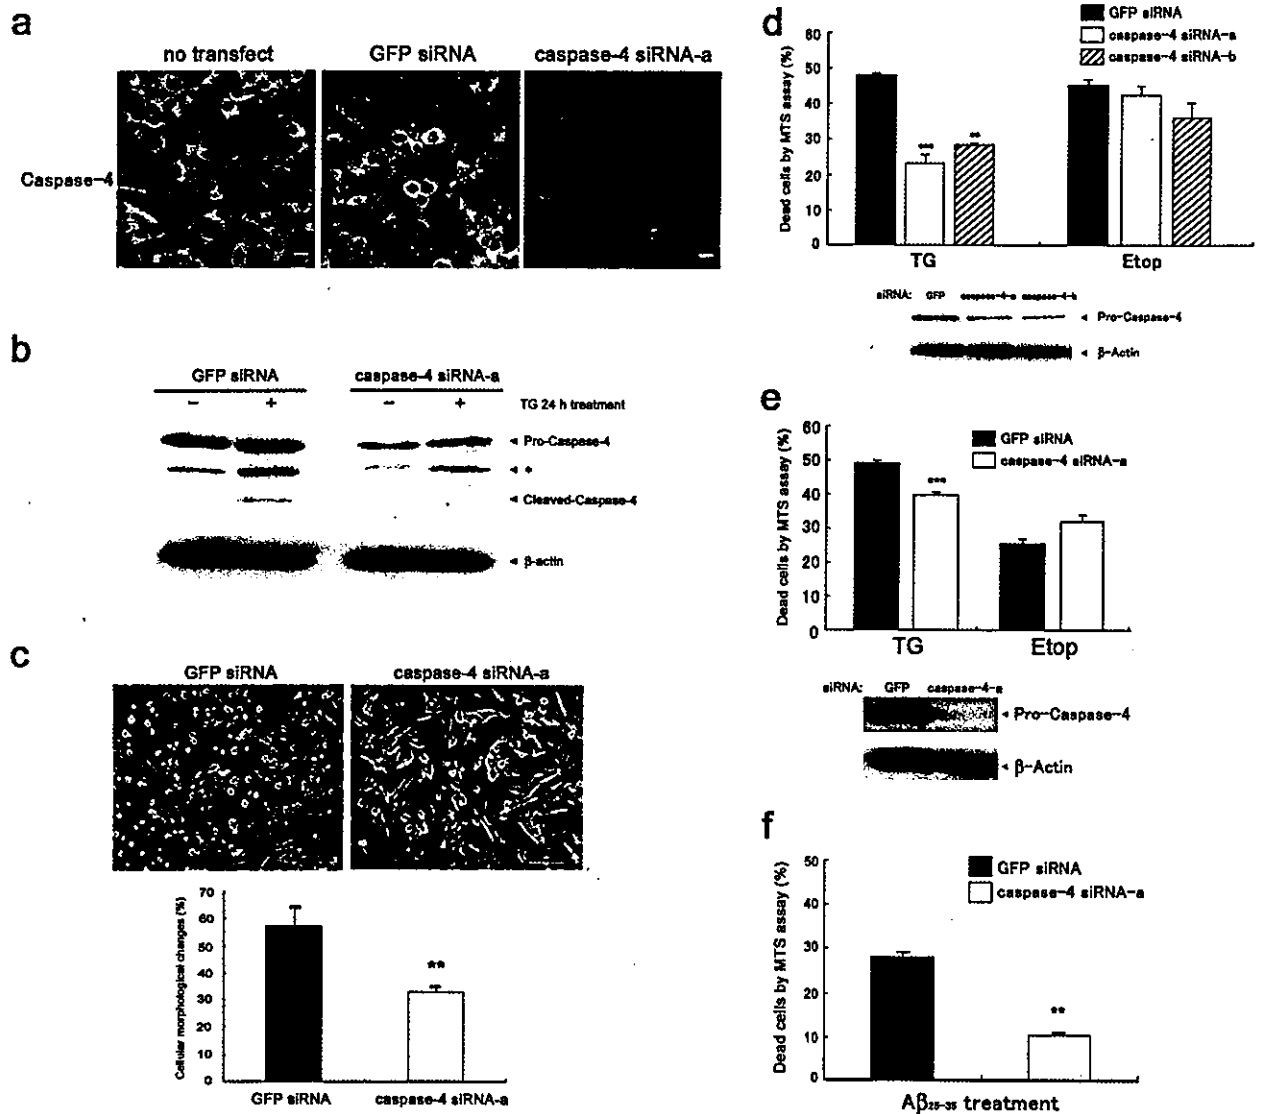 a
no transfect GFP siRNA caspase-4 siRNA-a
Caspase-4
b
GFP siRNA caspase-4 siRNA-a
− + − + TG 24 h treatment
Pro-Caspase-4
*
Cleaved-Caspase-4
β-actin
c
GFP siRNA caspase-4 siRNA-a
Cellular morphological changes (%)
70
60
50
40
30
20
10
0
**
GFP siRNA caspase-4 siRNA-a
d
GFP siRNA
caspase-4 siRNA-a
caspase-4 siRNA-b
Dead cells by MTS assay (%)
60
50
40
30
20
10
0
*** **
TG Etop
siRNA: GFP caspase-4-a caspase-4-b
Pro-Caspase-4
β-Actin
e
GFP siRNA
caspase-4 siRNA-a
Dead cells by MTS assay (%)
60
50
40
30
20
10
0
***
TG Etop
siRNA: GFP caspase-4-a
Pro-Caspase-4
β-Actin
f
GFP siRNA
caspase-4 siRNA-a
Dead cells by MTS assay (%)
50
40
30
20
10
0
**
Aβ25-35 treatment